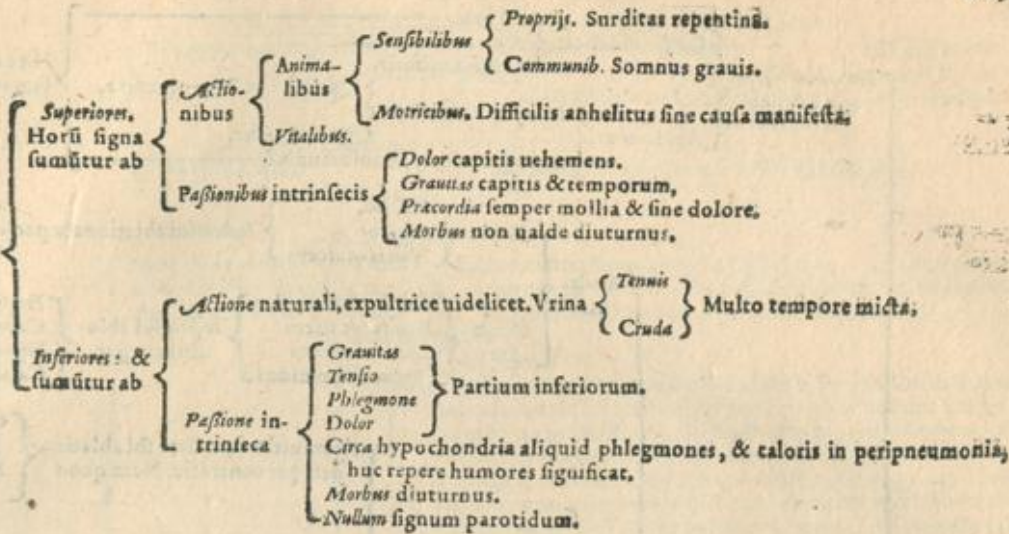 Superiores.
Horũ signa
sumũtur ab
Actio-
nibus
Anima-
libus
Sensibilibus
Proprijs. Surditas repentina.
Communib. Somnus grauis.
Motricibus. Difficilis anhelitus sine causa manifesta.
Vitalibus.
Paßionibus intrinsecis
Dolor capitis uehemens.
Grauitas capitis & temporum,
Præcordia semper mollia & sine dolore.
Morbus non ualde diuturnus.
Inferiores: &
sumũtur ab
Actione naturali, expultrice uidelicet. Vrina
Tenuis
Cruda
Multo tempore micta.
Paßione in-
trinseca
Grauitas
Tensio
Phlegmone
Dolor
Partium inferiorum.
Circa hypochondria aliquid phlegmones, & caloris in peripneumonia,
huc repere humores significat.
Morbus diuturnus.
Nullum signum parotidum.